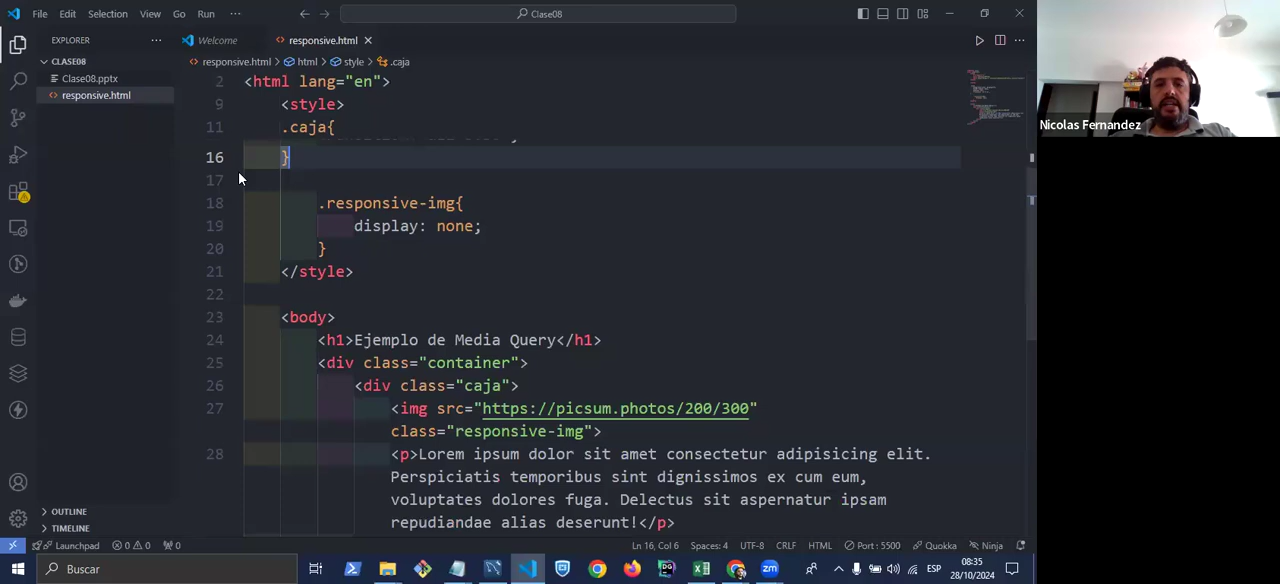 File Edit Selection View Go Run ··· Clase08
EXPLORER ···
Welcome responsive.html
CLASE08
Clase08.pptx
responsive.html
responsive.html > html > style > .caja
2 <html lang="en">
9 <style>
11 .caja{
16 }
17
18 .responsive-img{
19 display: none;
20 }
21 </style>
22
23 <body>
24 <h1>Ejemplo de Media Query</h1>
25 <div class="container">
26 <div class="caja">
27 <img src="https://picsum.photos/200/300"
class="responsive-img">
28 <p>Lorem ipsum dolor sit amet consectetur adipisicing elit.
Perspiciatis temporibus sint dignissimos ex cum eum,
voluptates dolores fuga. Delectus sit aspernatur ipsam
repudiandae alias deserunt!</p>
OUTLINE
TIMELINE
Launchpad 0 0 0 Ln 16, Col 6 Spaces: 4 UTF-8 CRLF HTML Port : 5500 Quokka Ninja
Buscar
DG
zm
ESP
08:35
28/10/2024
Nicolas Fernandez